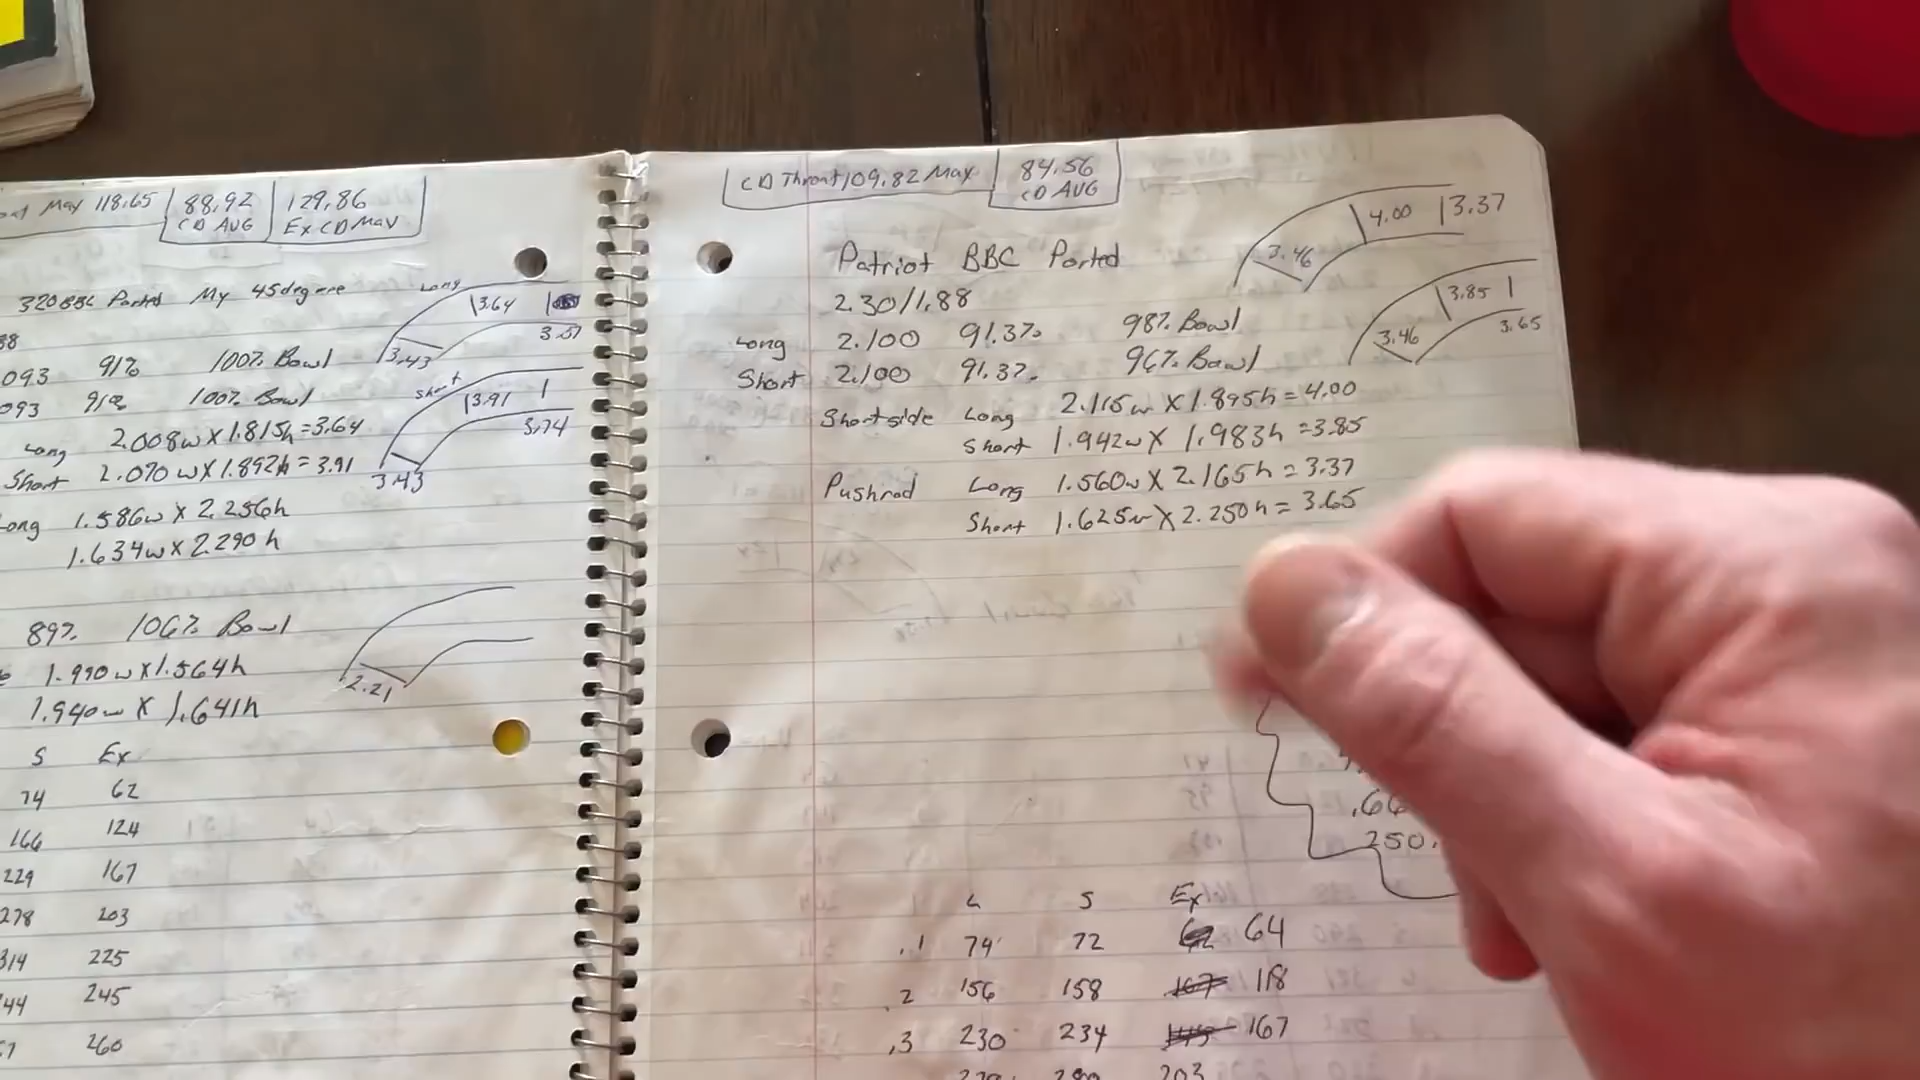 May 118.65
88.92
CD AVG
129.86
Ex CD Max
320 BBC Ported My 45 degree
38
093 91% 100% Bowl
093 91% 100% Bowl
Long 2.008w X 1.815h = 3.64
Short 2.070w X 1.892h = 3.91
Long 1.586w X 2.256h
1.634w X 2.290h
Long
3.64
3.43
Short
3.91
3.74
3.43
89% 106% Bowl
1.990w X 1.564h
1.940w X 1.641h
2.21
S Ex
74 62
166 124
229 167
278 203
314 225
44 245
260
CD Throat 109.82 Max
84.56
CD AVG
Patriot BBC Ported
2.30/1.88
Long 2.100 91.3% 98% Bowl
Short 2.100 91.3% 96% Bowl
Shortside Long 2.115w X 1.895h = 4.00
Short 1.942w X 1.983h = 3.85
Pushrod Long 1.560w X 2.165h = 3.37
Short 1.625w X 2.250h = 3.65
3.46 4.00 3.37
3.46 3.85 3.65
250.
L S Ex
.1 74 72 64
.2 156 158 118
.3 230 234 167
203